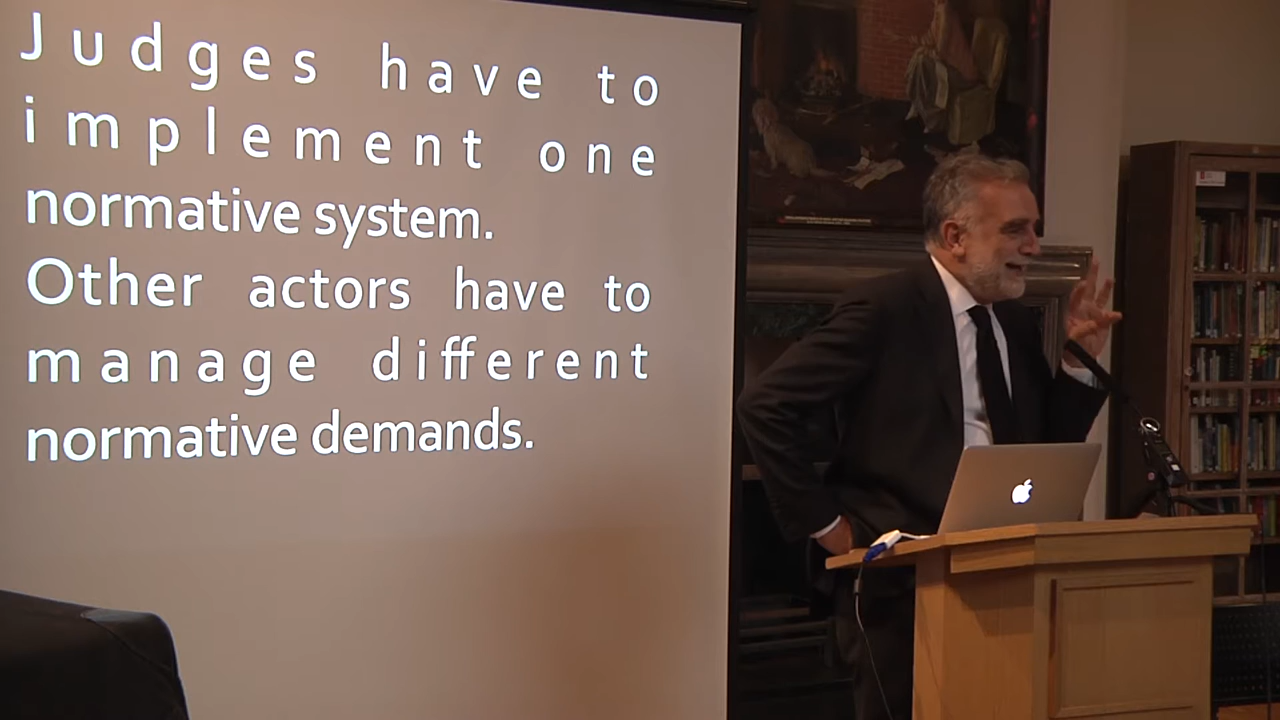 Judges have to
implement one
normative system.
Other actors have to
manage different
normative demands.